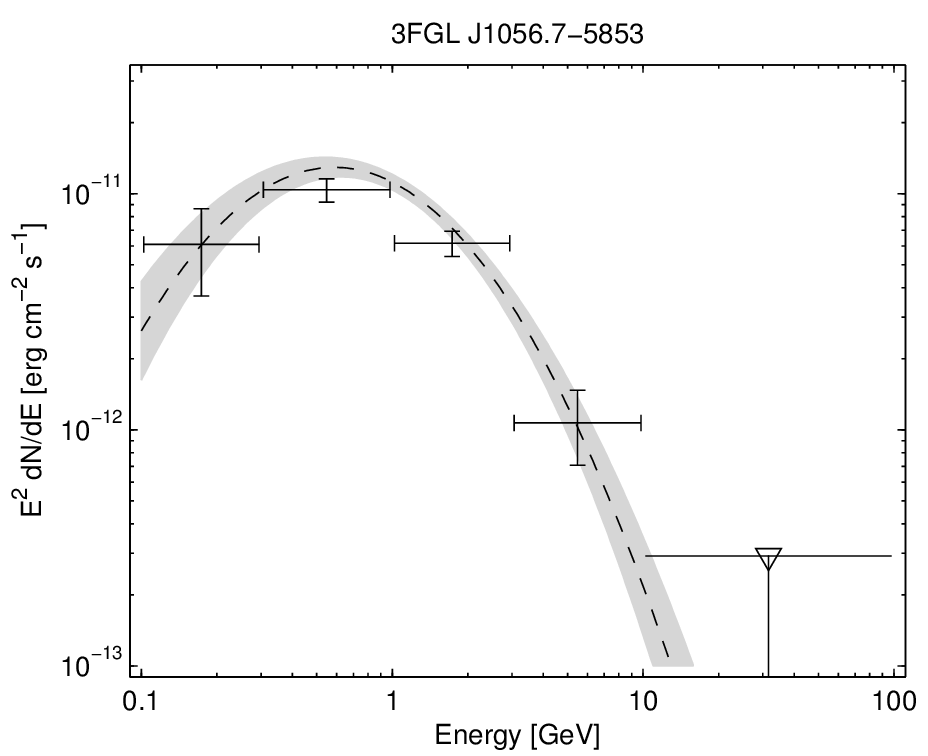 3FGL J1056.7−5853
E² dN/dE [erg cm⁻² s⁻¹]
10⁻¹¹
10⁻¹²
10⁻¹³
0.1 1 10 100
Energy [GeV]